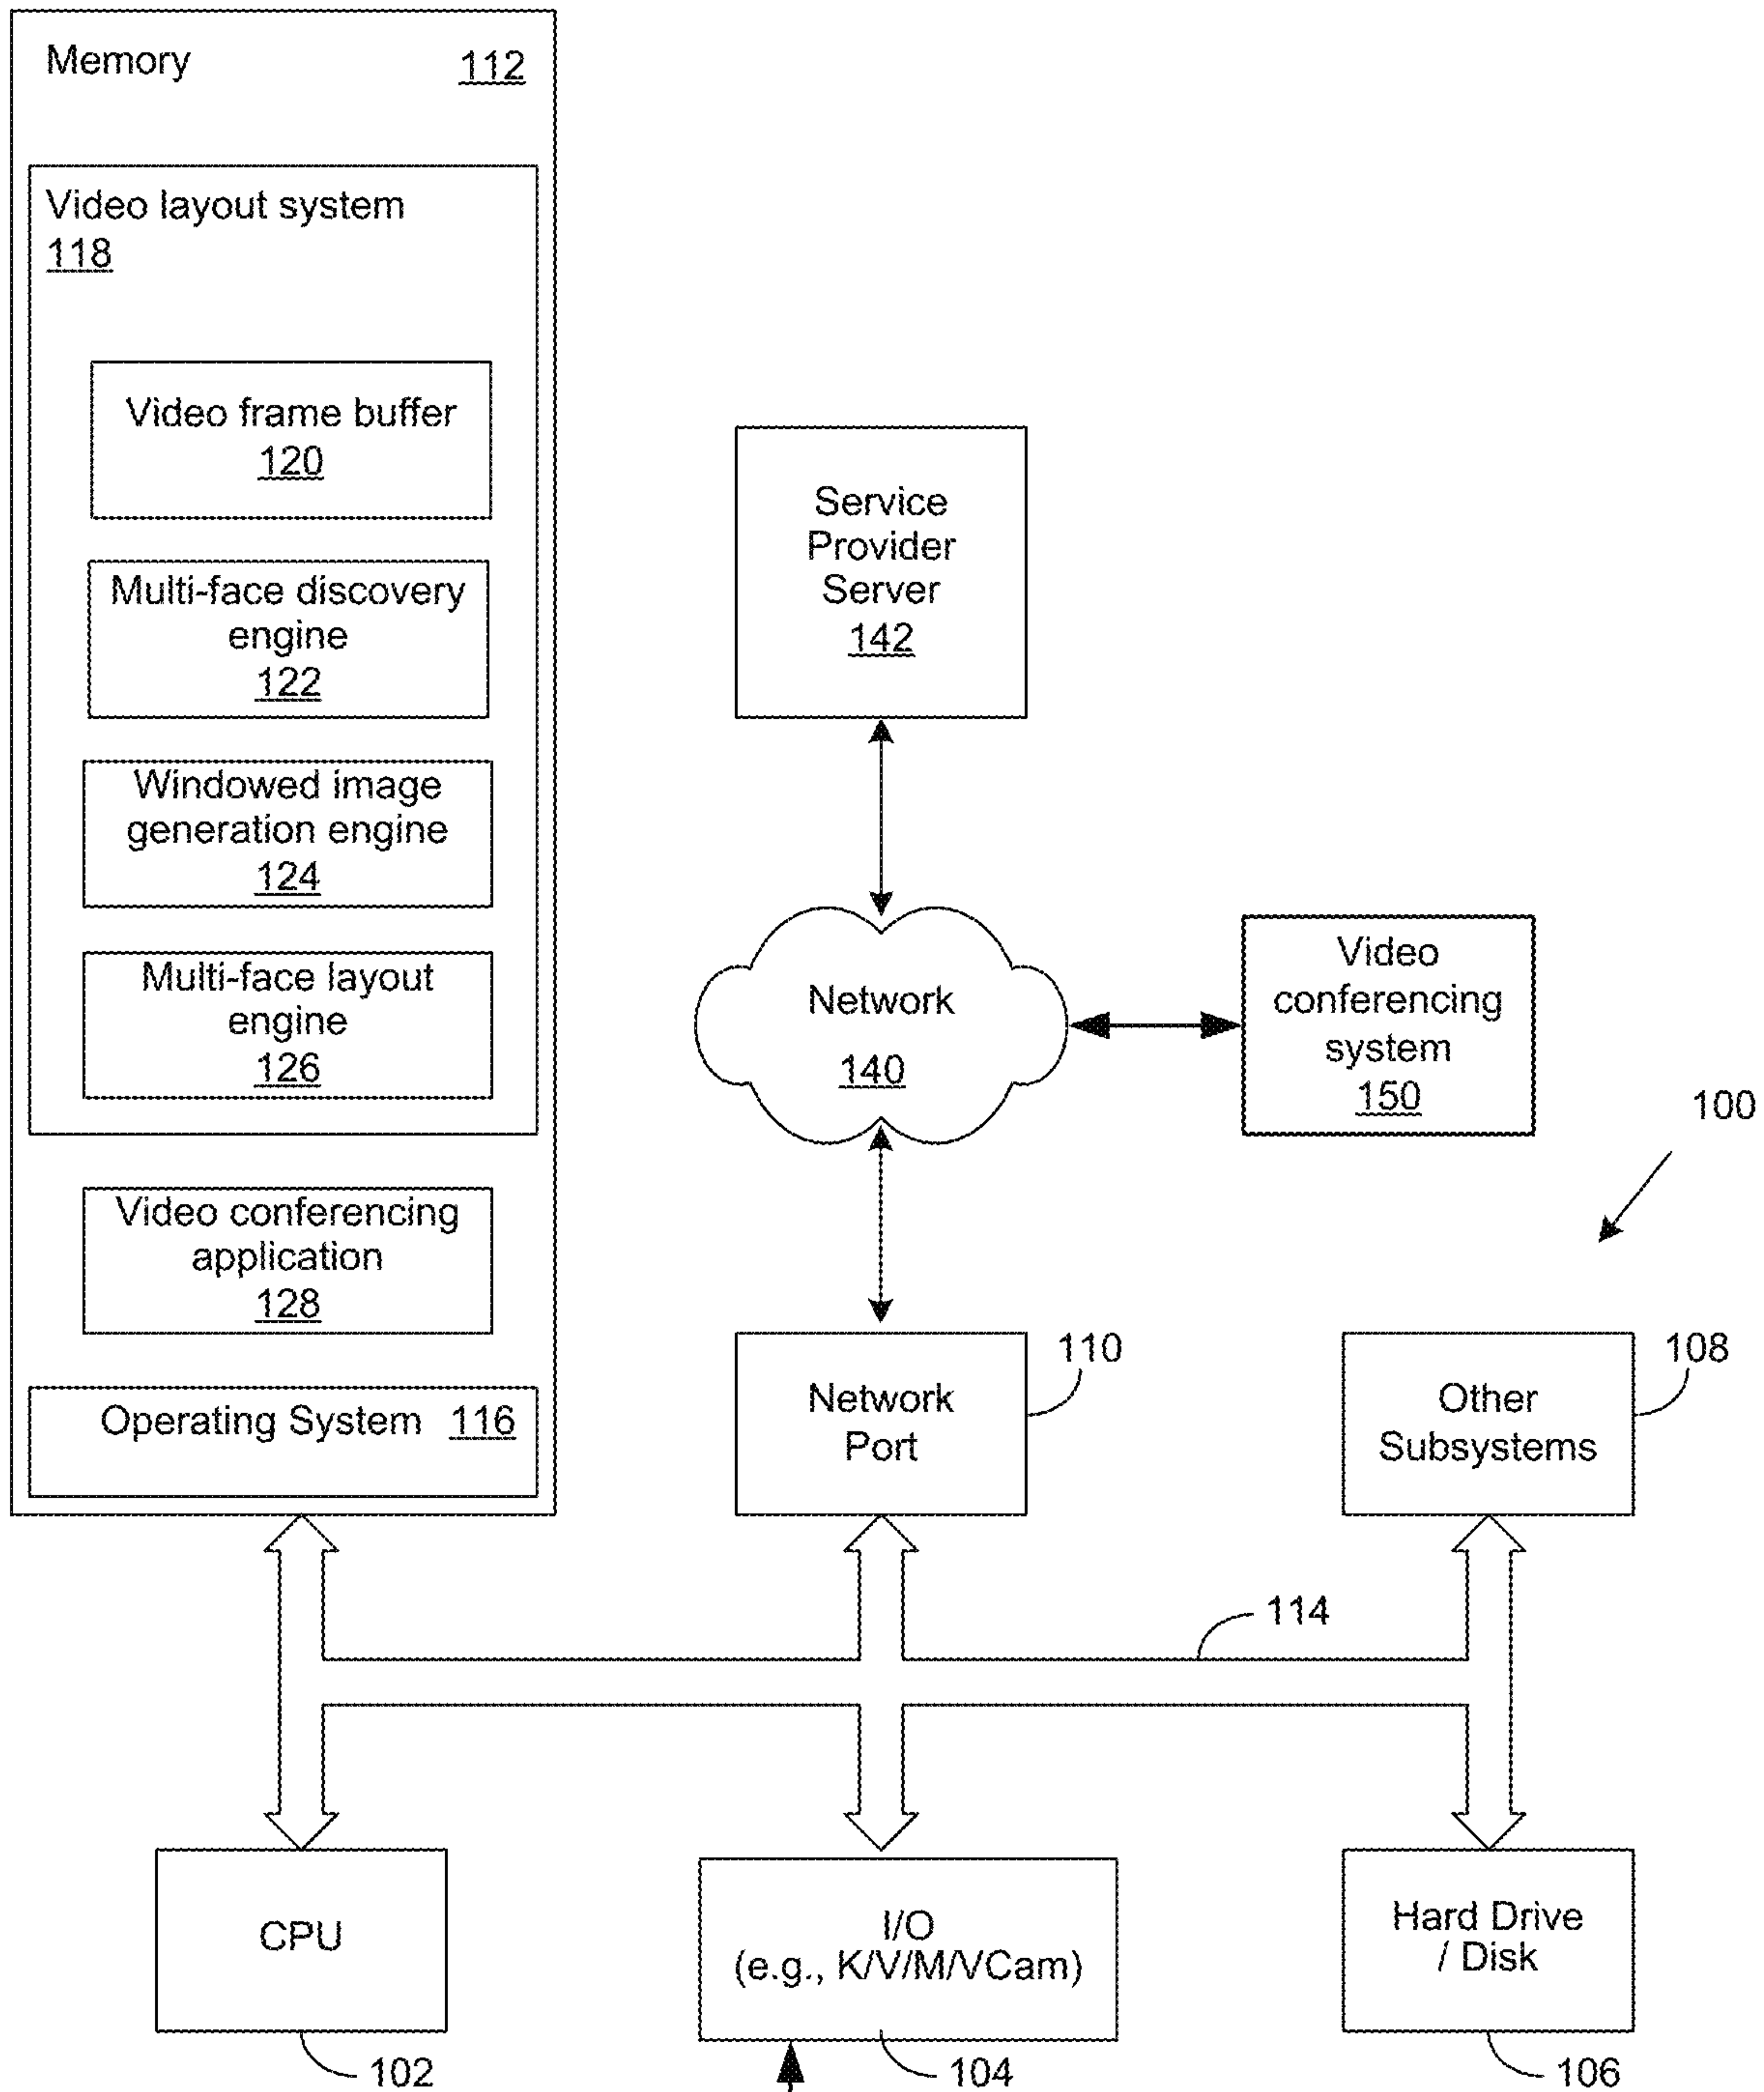 Memory 112
Video layout system
118
Video frame buffer
120
Multi-face discovery
engine
122
Windowed image
generation engine
124
Multi-face layout
engine
126
Video conferencing
application
128
Operating System 116
Service
Provider
Server
142
Network
140
Video
conferencing
system
150
100
Network
Port
110
Other
Subsystems
108
114
CPU
102
I/O
(e.g., K/V/M/VCam)
104
Hard Drive
/ Disk
106